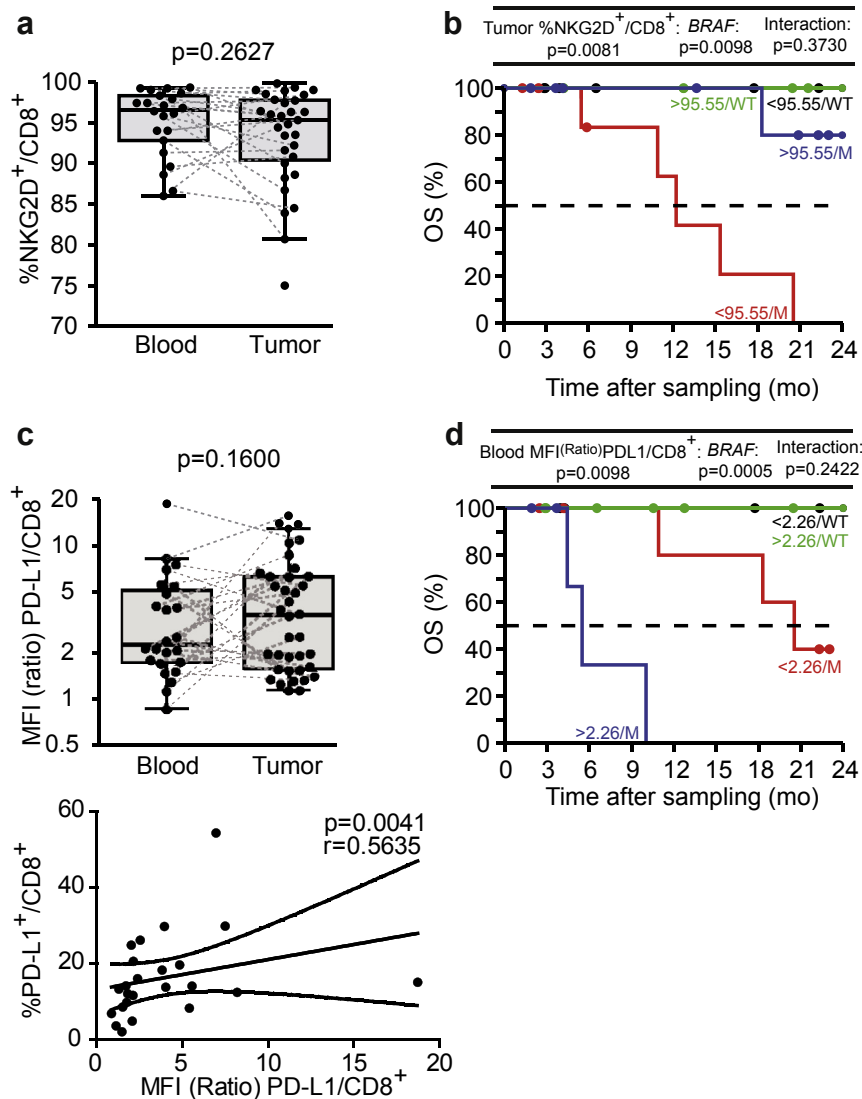 a
p=0.2627
%NKG2D+/CD8+
100
95
90
85
80
75
70
Blood Tumor
b
Tumor %NKG2D+/CD8+: BRAF: Interaction:
p=0.0081 p=0.0098 p=0.3730
OS (%)
100
80
60
40
20
0
>95.55/WT <95.55/WT
>95.55/M
<95.55/M
0 3 6 9 12 15 18 21 24
Time after sampling (mo)
c
p=0.1600
MFI (ratio) PD-L1/CD8+
20
10
5
2
1
0.5
Blood Tumor
d
Blood MFI(Ratio)PDL1/CD8+: BRAF: Interaction:
p=0.0098 p=0.0005 p=0.2422
OS (%)
100
80
60
40
20
0
<2.26/WT
>2.26/WT
<2.26/M
>2.26/M
0 3 6 9 12 15 18 21 24
Time after sampling (mo)
p=0.0041
r=0.5635
%PD-L1+/CD8+
60
40
20
0
0 5 10 15 20
MFI (Ratio) PD-L1/CD8+